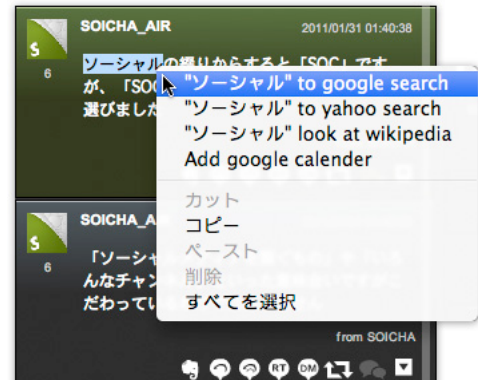 SOICHA_AIR 2011/01/31 01:40:38
ソーシャルの綴りからすると「SOC」です
が、「SO
選びました
6
"ソーシャル" to google search
"ソーシャル" to yahoo search
"ソーシャル" look at wikipedia
Add google calender
カット
コピー
ペースト
削除
すべてを選択
SOICHA_A
「ソーシャ
んなチャン
だわってい
6
from SOICHA
RT
DM